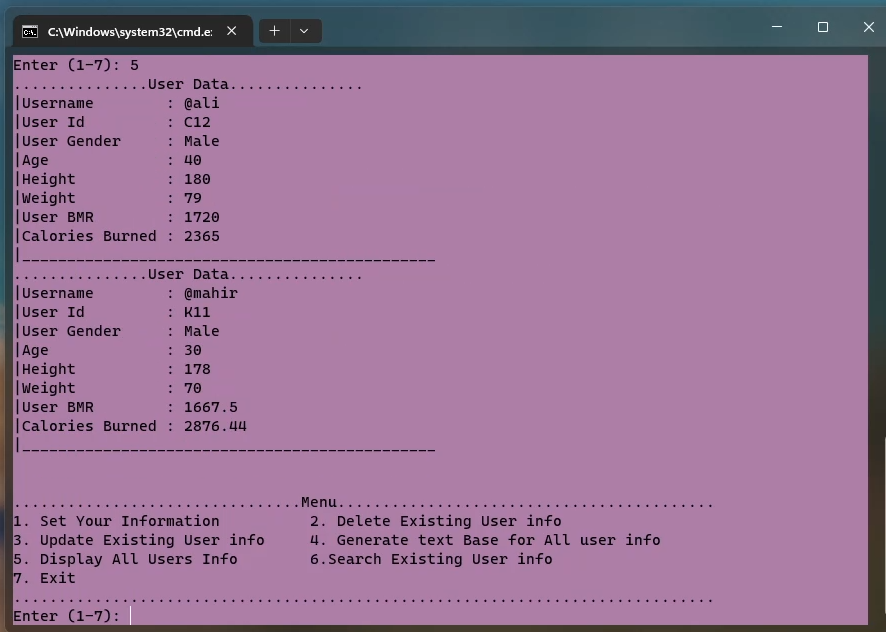 C:\Windows\system32\cmd.e
Enter (1-7): 5
...............User Data...............
|Username        : @ali
|User Id         : C12
|User Gender     : Male
|Age             : 40
|Height          : 180
|Weight          : 79
|User BMR        : 1720
|Calories Burned : 2365
|______________________________________________
...............User Data...............
|Username        : @mahir
|User Id         : K11
|User Gender     : Male
|Age             : 30
|Height          : 178
|Weight          : 70
|User BMR        : 1667.5
|Calories Burned : 2876.44
|______________________________________________
................................Menu..........................................
1. Set Your Information          2. Delete Existing User info
3. Update Existing User info     4. Generate text Base for All user info
5. Display All Users Info        6.Search Existing User info
7. Exit
..............................................................................
Enter (1-7):